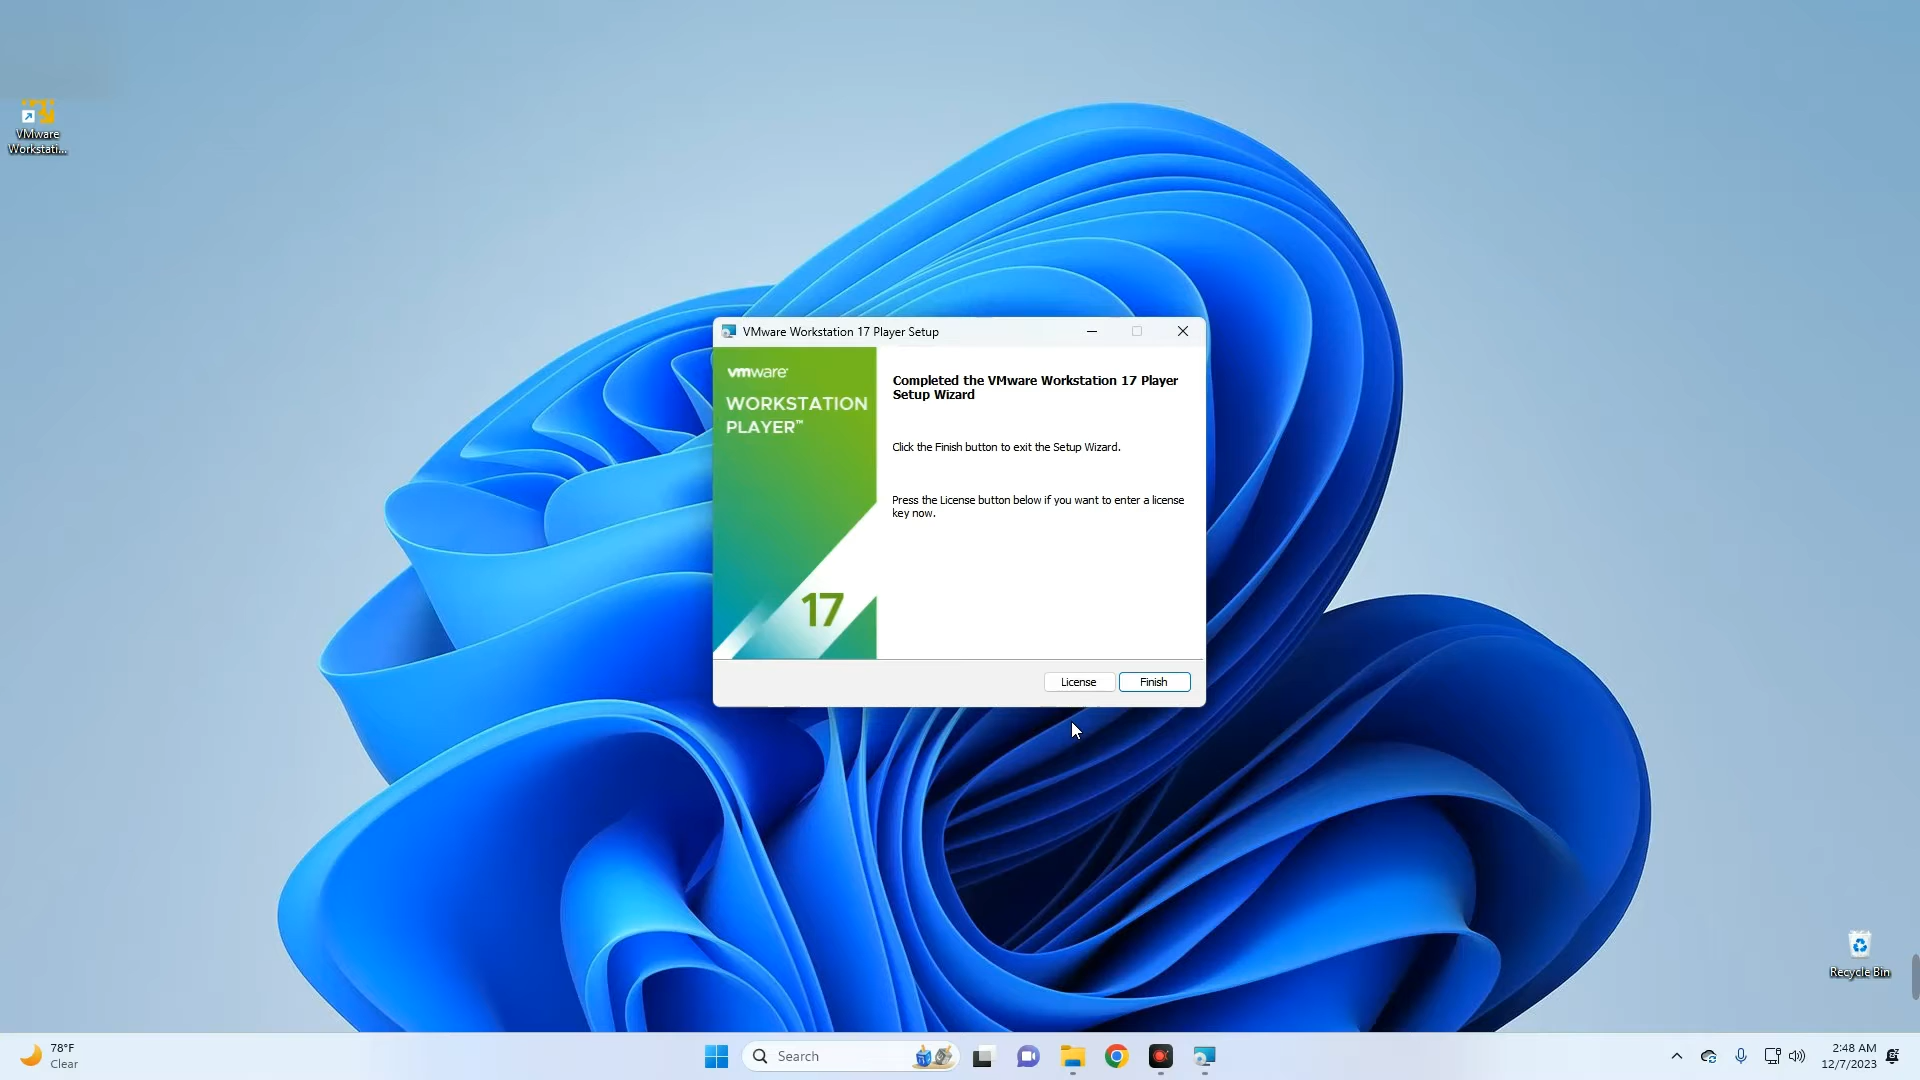 VMware
Workstati...
VMware Workstation 17 Player Setup
vmware
WORKSTATION
PLAYER™
17
Completed the VMware Workstation 17 Player
Setup Wizard
Click the Finish button to exit the Setup Wizard.
Press the License button below if you want to enter a license
key now.
License
Finish
Recycle Bin
78°F
Clear
Search
2:48 AM
12/7/2023